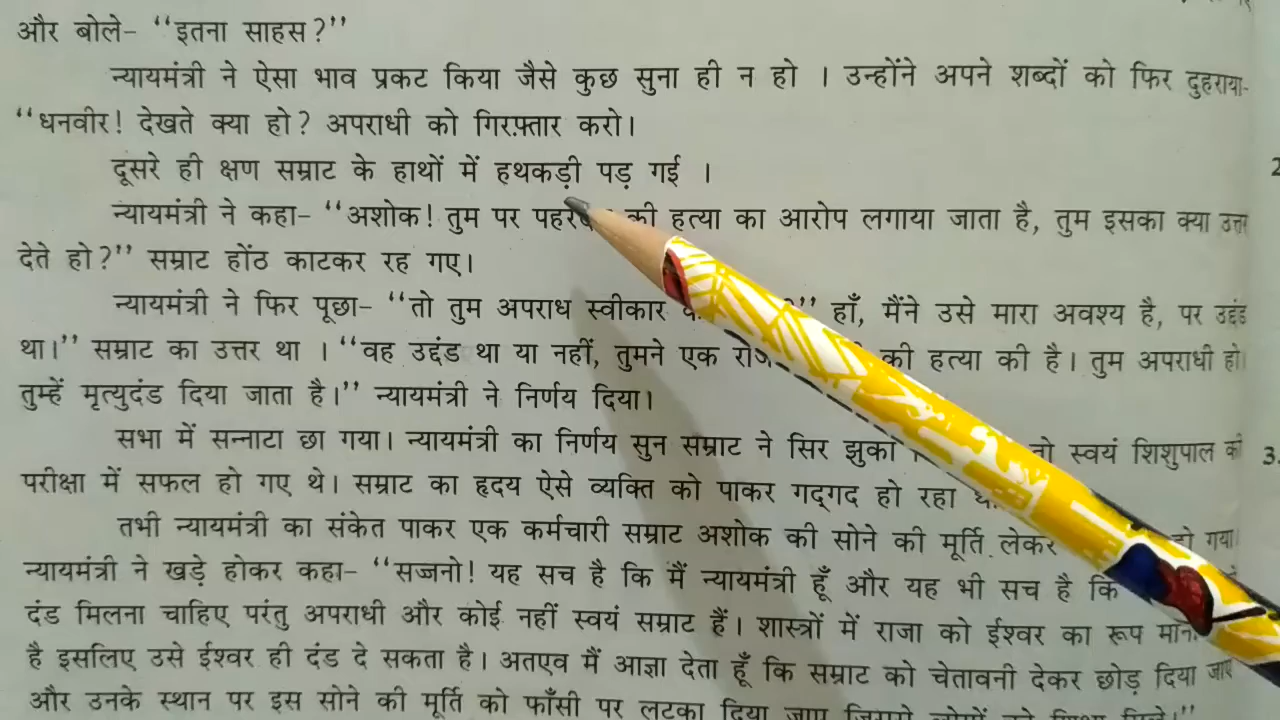 और बोले- ‘‘इतना साहस?’’
न्यायमंत्री ने ऐसा भाव प्रकट किया जैसे कुछ सुना ही न हो । उन्होंने अपने शब्दों को फिर दुहराया-
‘‘धनवीर! देखते क्या हो? अपराधी को गिरफ़्तार करो।
दूसरे ही क्षण सम्राट के हाथों में हथकड़ी पड़ गई ।
न्यायमंत्री ने कहा- ‘‘अशोक! तुम पर की हत्या का आरोप लगाया जाता है, तुम इसका क्या उत्तर
देते हो?’’ सम्राट होंठ काटकर रह गए।
न्यायमंत्री ने फिर पूछा- ‘‘तो तुम अपराध स्वीकार ’’ हाँ, मैंने उसे मारा अवश्य है, पर उद्दंड
था।’’ सम्राट का उत्तर था । ‘‘वह उद्दंड था या नहीं, तुमने एक की हत्या की है। तुम अपराधी हो।
तुम्हें मृत्युदंड दिया जाता है।’’ न्यायमंत्री ने निर्णय दिया।
सभा में सन्नाटा छा गया। न्यायमंत्री का निर्णय सुन सम्राट ने सिर झुका स्वयं शिशुपाल की
परीक्षा में सफल हो गए थे। सम्राट का हृदय ऐसे व्यक्ति को पाकर गद्‌गद हो रहा
तभी न्यायमंत्री का संकेत पाकर एक कर्मचारी सम्राट अशोक की सोने की मूर्ति लेकर हो गया।
न्यायमंत्री ने खड़े होकर कहा- ‘‘सज्जनो! यह सच है कि मैं न्यायमंत्री हूँ और यह भी सच है कि
दंड मिलना चाहिए परंतु अपराधी और कोई नहीं स्वयं सम्राट हैं। शास्त्रों में राजा को ईश्वर का रूप
है इसलिए उसे ईश्वर ही दंड दे सकता है। अतएव मैं आज्ञा देता हूँ कि सम्राट को चेतावनी देकर छोड़ दिया जाए
और उनके स्थान पर इस सोने की मूर्ति को फाँसी पर लटका दिया जाए
2
3.